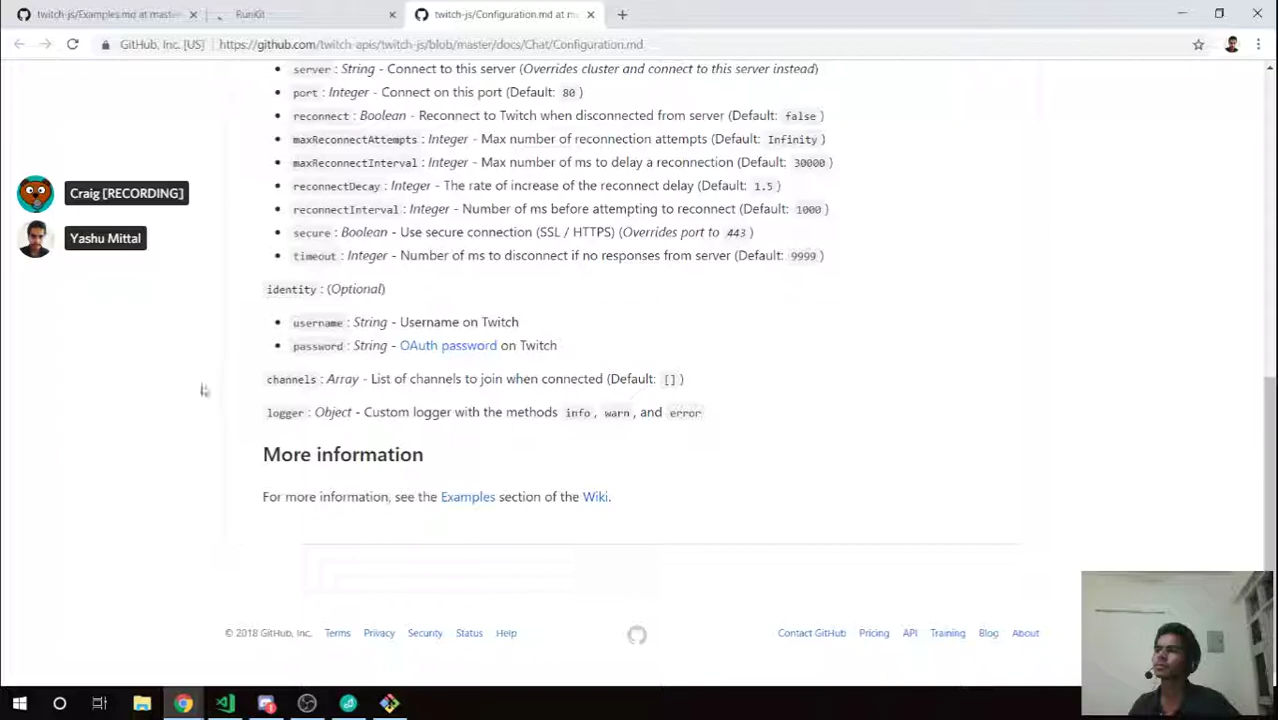 twitch-js/Examples.md at master
RunKit
twitch-js/Configuration.md at m
GitHub, Inc. [US]
https://github.com/twitch-apis/twitch-js/blob/master/docs/Chat/Configuration.md
server : String - Connect to this server (Overrides cluster and connect to this server instead)
port : Integer - Connect on this port (Default: 80 )
reconnect : Boolean - Reconnect to Twitch when disconnected from server (Default: false )
maxReconnectAttempts : Integer - Max number of reconnection attempts (Default: Infinity )
maxReconnectInterval : Integer - Max number of ms to delay a reconnection (Default: 30000 )
reconnectDecay : Integer - The rate of increase of the reconnect delay (Default: 1.5 )
reconnectInterval : Integer - Number of ms before attempting to reconnect (Default: 1000 )
secure : Boolean - Use secure connection (SSL / HTTPS) (Overrides port to 443 )
timeout : Integer - Number of ms to disconnect if no responses from server (Default: 9999 )
Craig [RECORDING]
Yashu Mittal
identity : (Optional)
username : String - Username on Twitch
password : String - OAuth password on Twitch
channels : Array - List of channels to join when connected (Default: [] )
logger : Object - Custom logger with the methods info , warn , and error
More information
For more information, see the Examples section of the Wiki.
© 2018 GitHub, Inc. Terms Privacy Security Status Help
Contact GitHub Pricing API Training Blog About